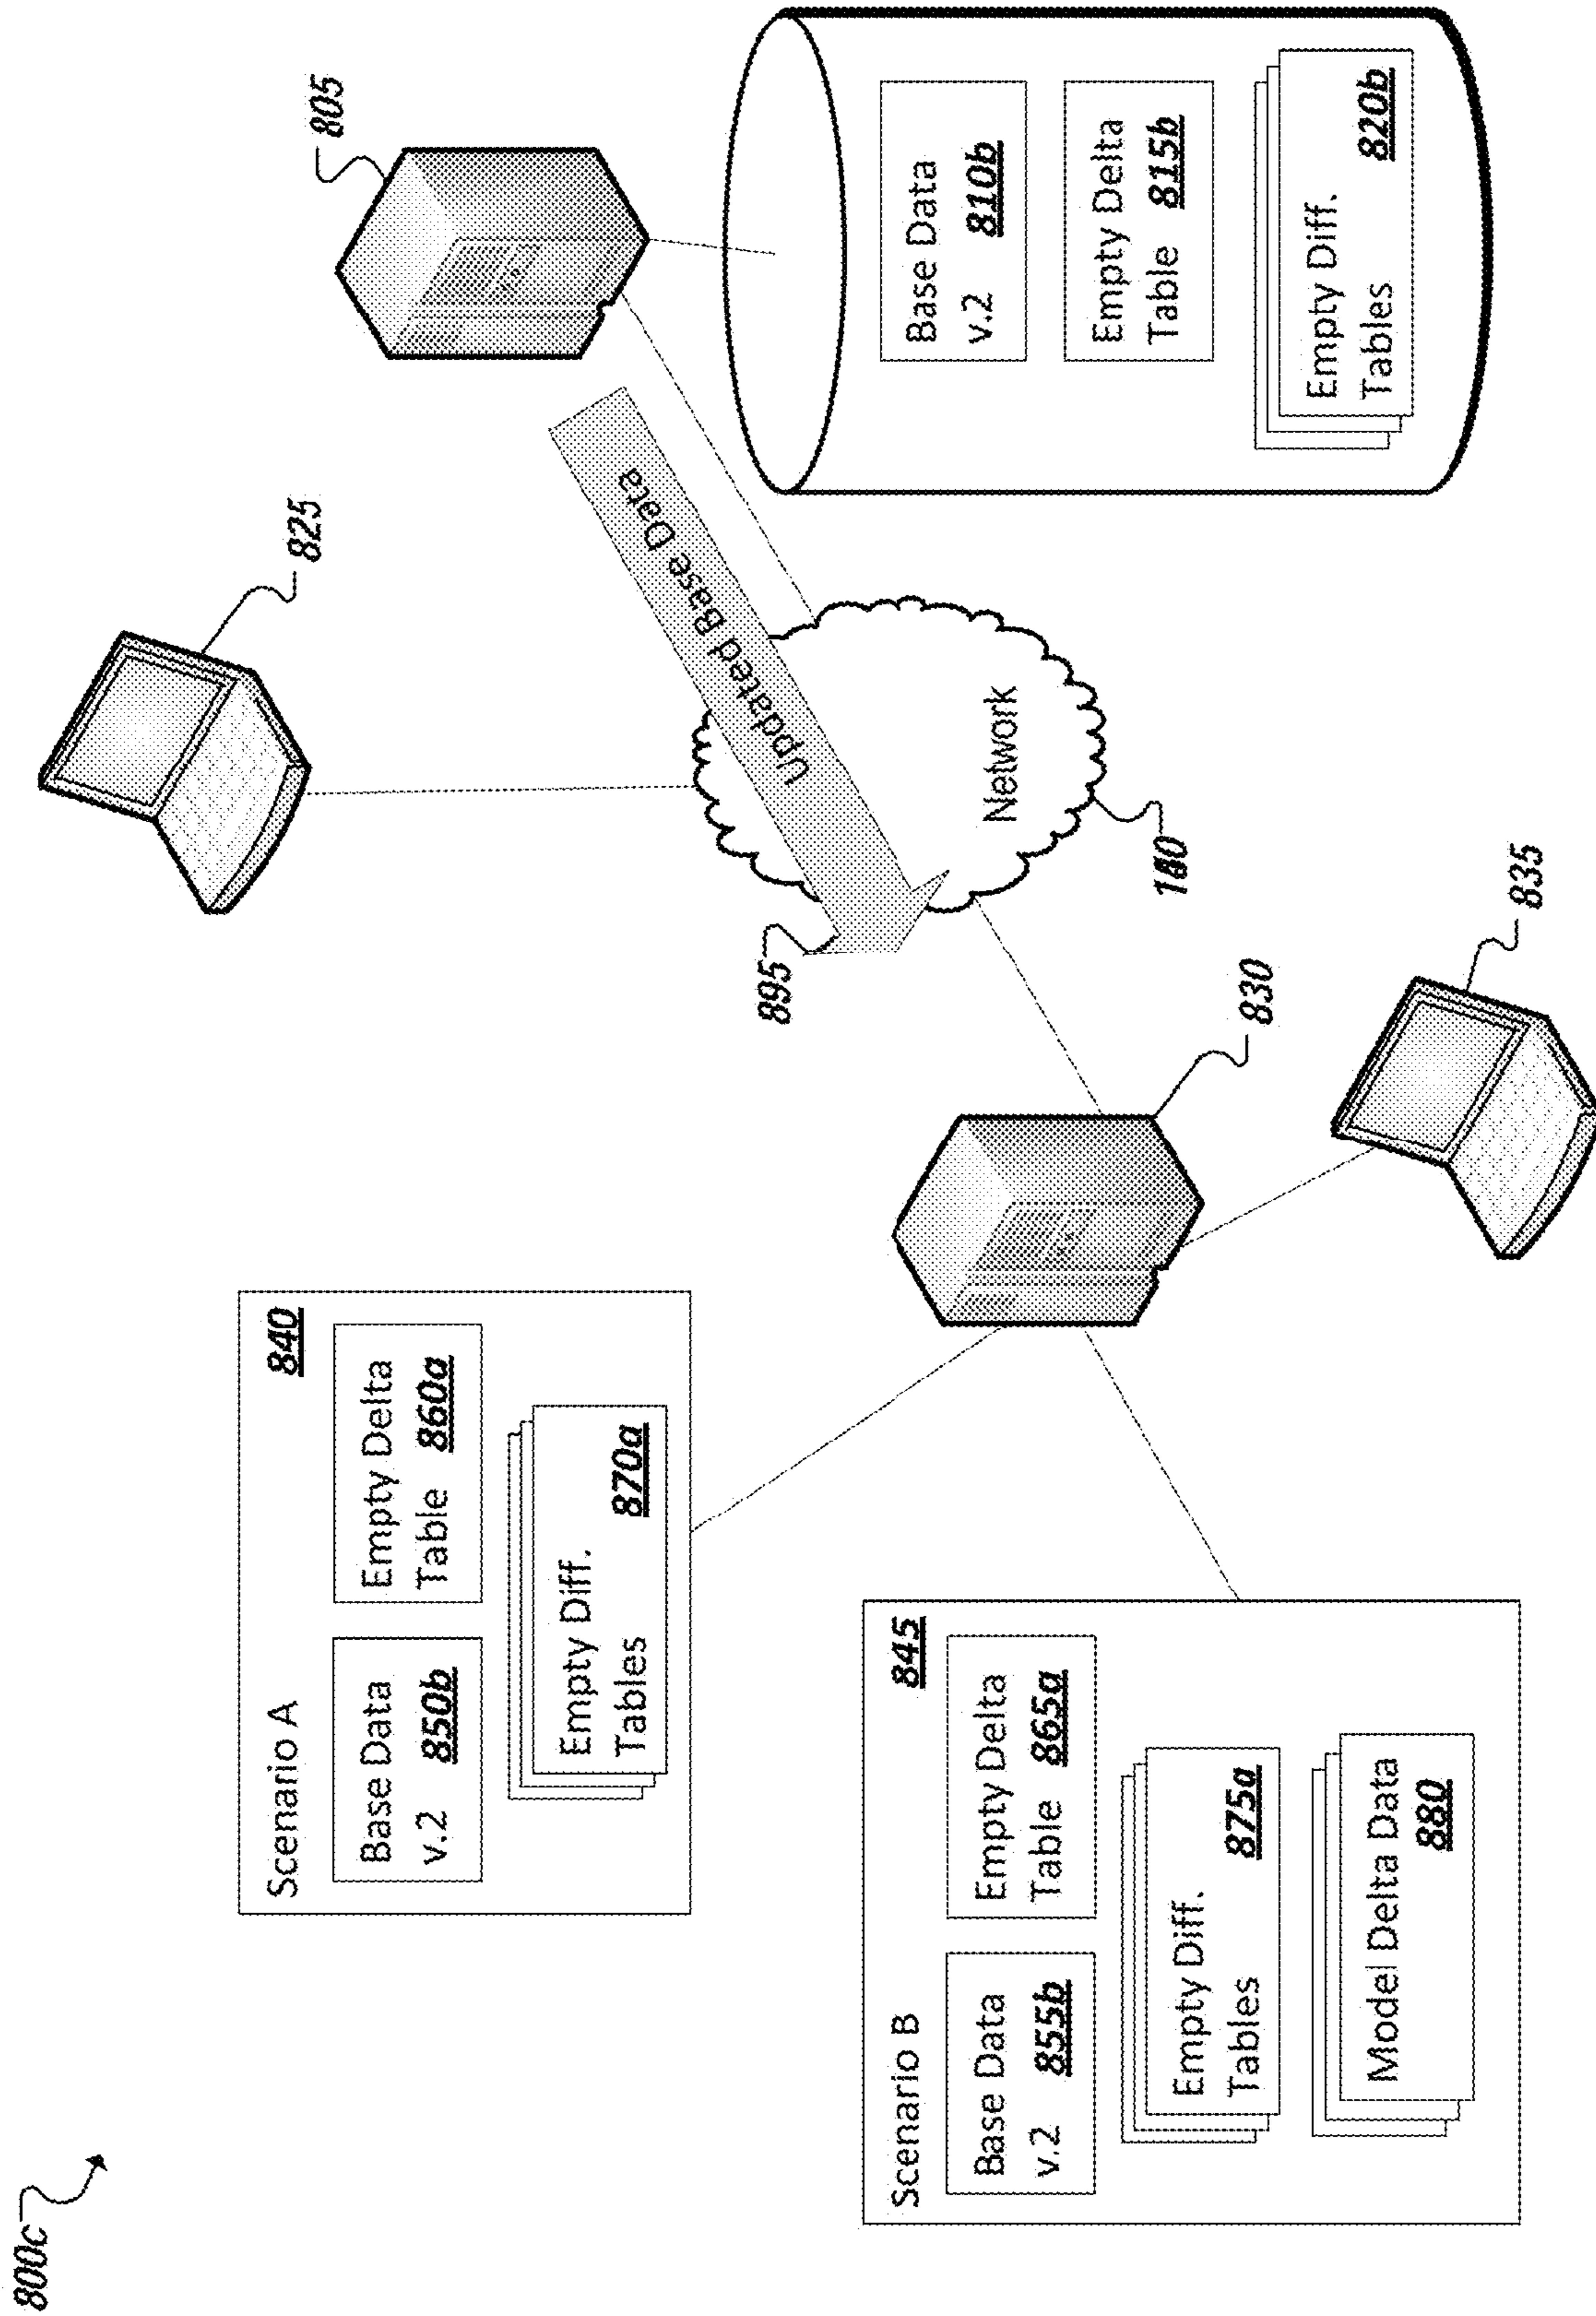 800c
825
Scenario A
840
Base Data
v.2 850b
Empty Delta
Table 860a
Empty Diff.
Tables
870a
805
Updated Base Data
895
Scenario B
845
Base Data
v.2 855b
Empty Delta
Table 865a
Empty Diff.
Tables
875a
Model Delta Data
880
830
835
Network
Base Data
v.2 810b
Empty Delta
Table 815b
Empty Diff.
Tables
820b